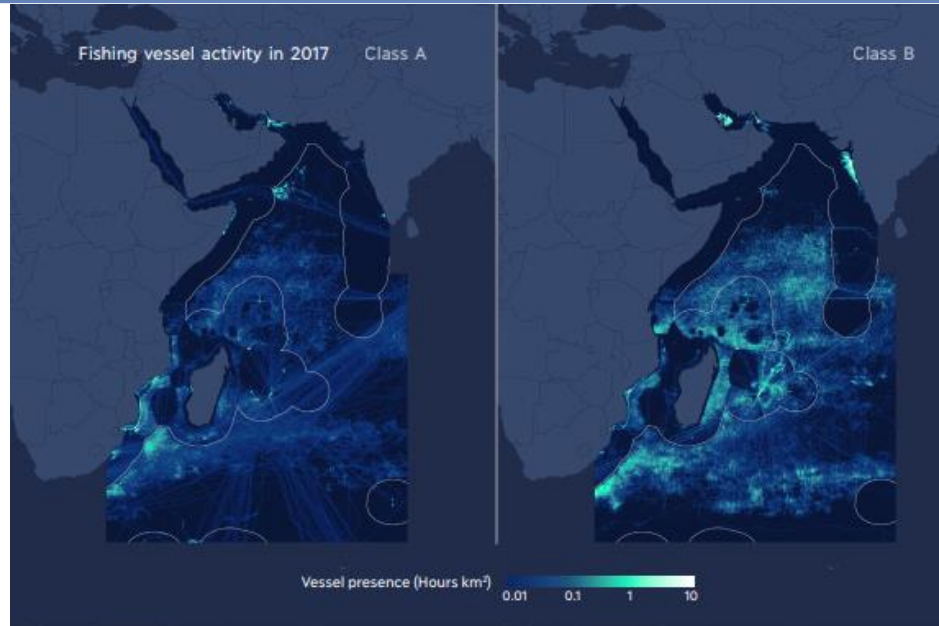 Fishing vessel activity in 2017 Class A
Class B
Vessel presence (Hours km²)
0.01 0.1 1 10